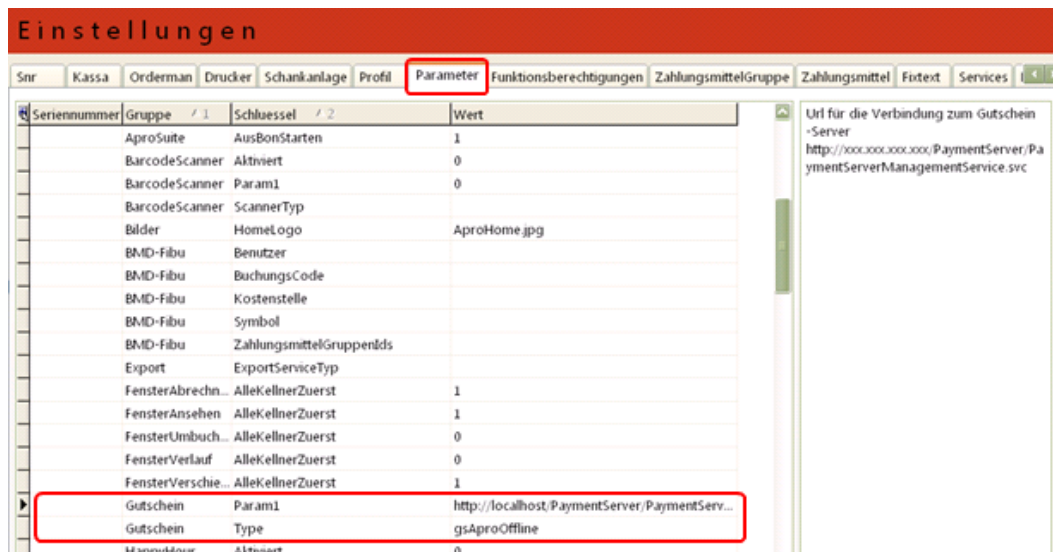 Einstellungen
Snr Kassa Orderman Drucker Schankanlage Profil Parameter Funktionsberechtigungen ZahlungsmittelGruppe Zahlungsmittel Fixtext Services
Seriennummer Gruppe / 1 Schluessel / 2 Wert
AproSuite AusBonStarten 1
BarcodeScanner Aktiviert 0
BarcodeScanner Param1 0
BarcodeScanner ScannerTyp
Bilder HomeLogo AproHome.jpg
BMD-Fibu Benutzer
BMD-Fibu BuchungsCode
BMD-Fibu Kostenstelle
BMD-Fibu Symbol
BMD-Fibu ZahlungsmittelGruppenIds
Export ExportServiceTyp
FensterAbrechn... AlleKellnerZuerst 1
FensterAnsehen AlleKellnerZuerst 1
FensterUmbuch... AlleKellnerZuerst 0
FensterVerlauf AlleKellnerZuerst 0
FensterVerschie... AlleKellnerZuerst 1
Gutschein Param1 http://localhost/PaymentServer/PaymentServ...
Gutschein Type gsAproOffline
HappyHour Aktiviert 0
Url für die Verbindung zum Gutschein
-Server
http://xxx.xxx.xxx.xxx/PaymentServer/Pa
ymentServerManagementService.svc